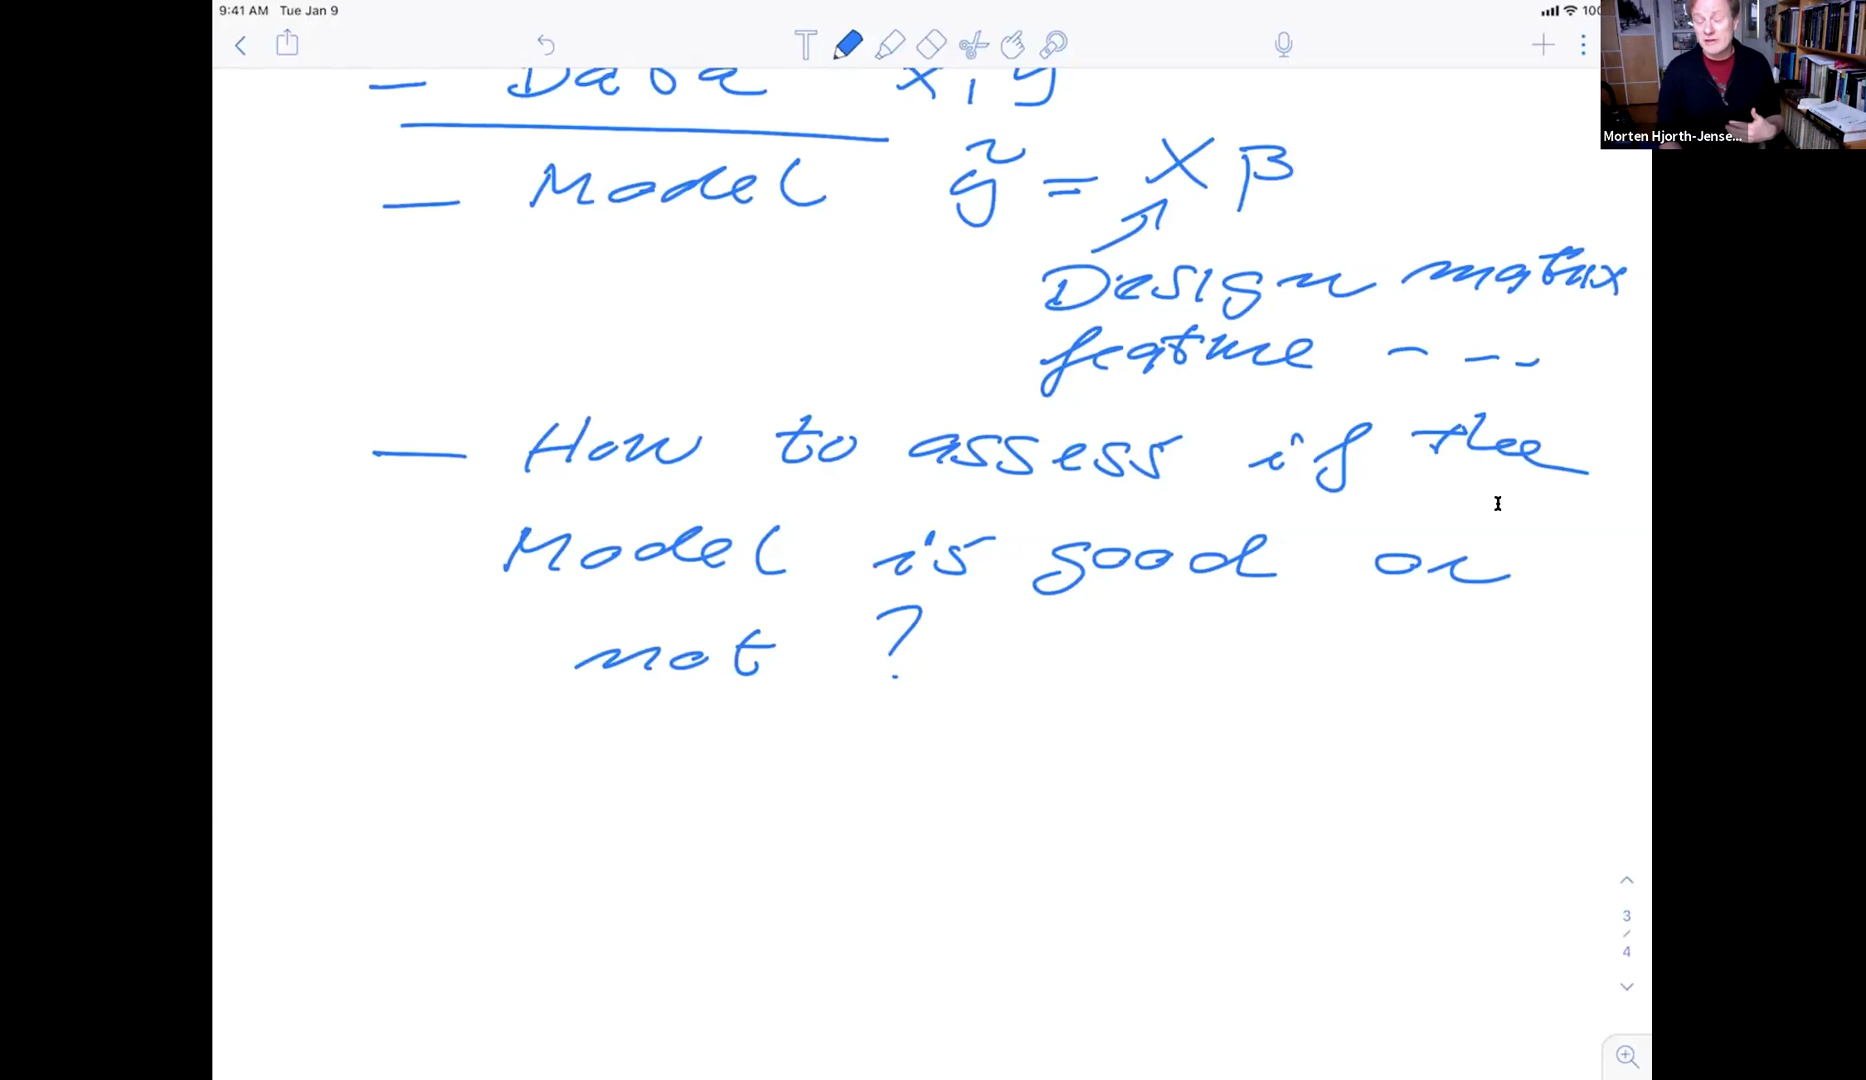 9:41 AM Tue Jan 9
100
— Data x, y
— Model ỹ = Xβ
Design matrix
feature - - -
— How to assess if the
Model is good or
not ?
Morten Hjorth-Jense...
3
/
4